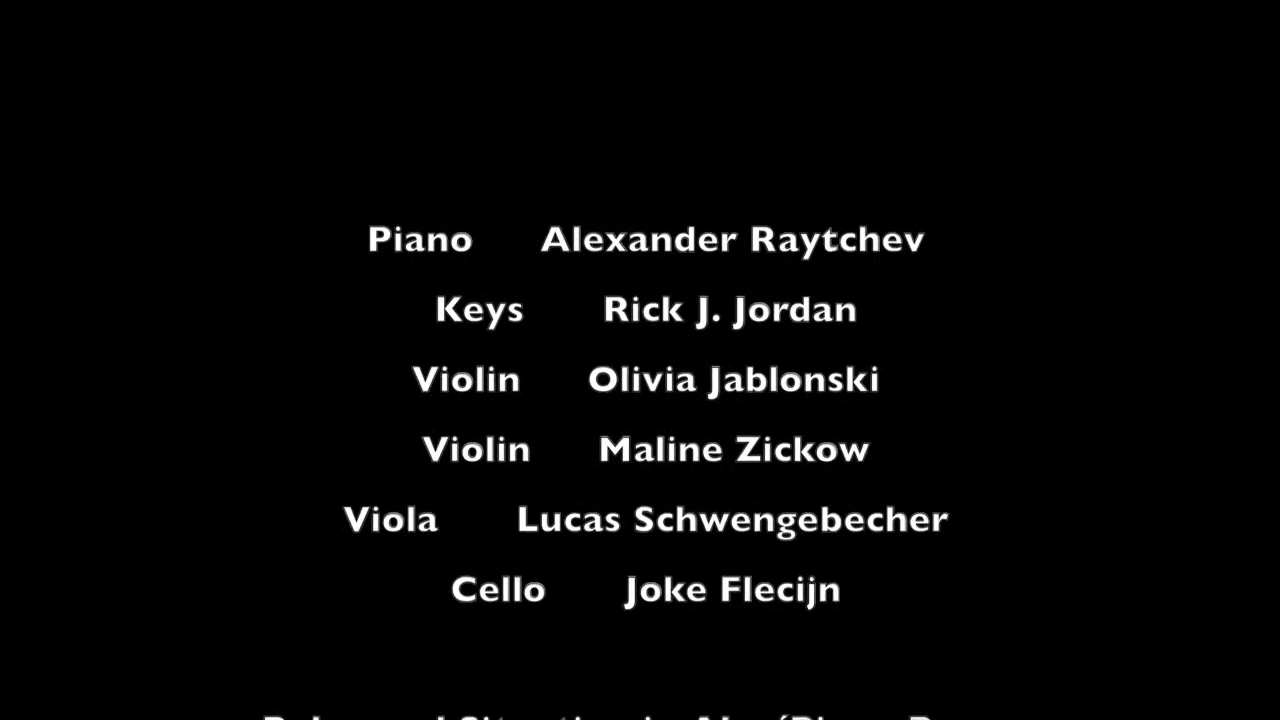 Piano Alexander Raytchev
Keys Rick J. Jordan
Violin Olivia Jablonski
Violin Maline Zickow
Viola Lucas Schwengebecher
Cello Joke Flecijn